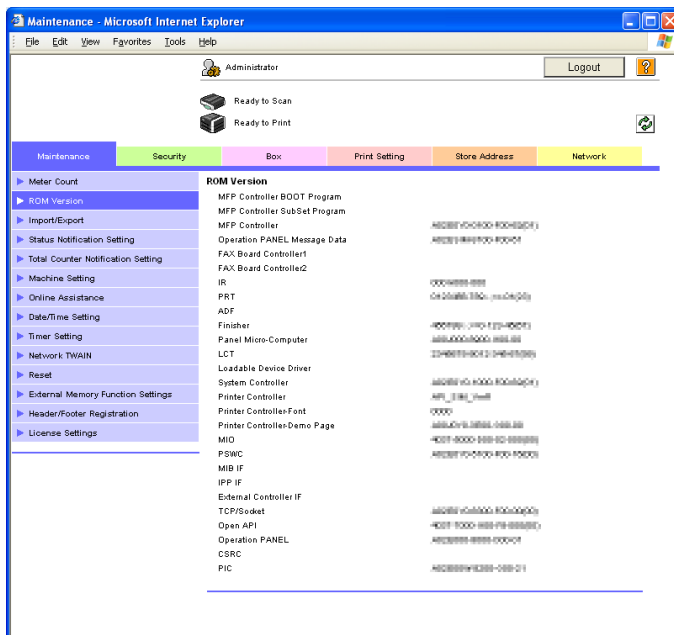 Maintenance - Microsoft Internet Explorer
File Edit View Favorites Tools Help
Administrator
Logout
?
Ready to Scan
Ready to Print
Maintenance Security Box Print Setting Store Address Network
Meter Count
ROM Version
Import/Export
Status Notification Setting
Total Counter Notification Setting
Machine Setting
Online Assistance
Date/Time Setting
Timer Setting
Network TWAIN
Reset
External Memory Function Settings
Header/Footer Registration
License Settings
ROM Version
MFP Controller BOOT Program
MFP Controller SubSet Program
MFP Controller
Operation PANEL Message Data
FAX Board Controller1
FAX Board Controller2
IR
PRT
ADF
Finisher
Panel Micro-Computer
LCT
Loadable Device Driver
System Controller
Printer Controller
Printer Controller-Font
Printer Controller-Demo Page
MIO
PSWC
MIB IF
IPP IF
External Controller IF
TCP/Socket
Open API
Operation PANEL
CSRC
PIC